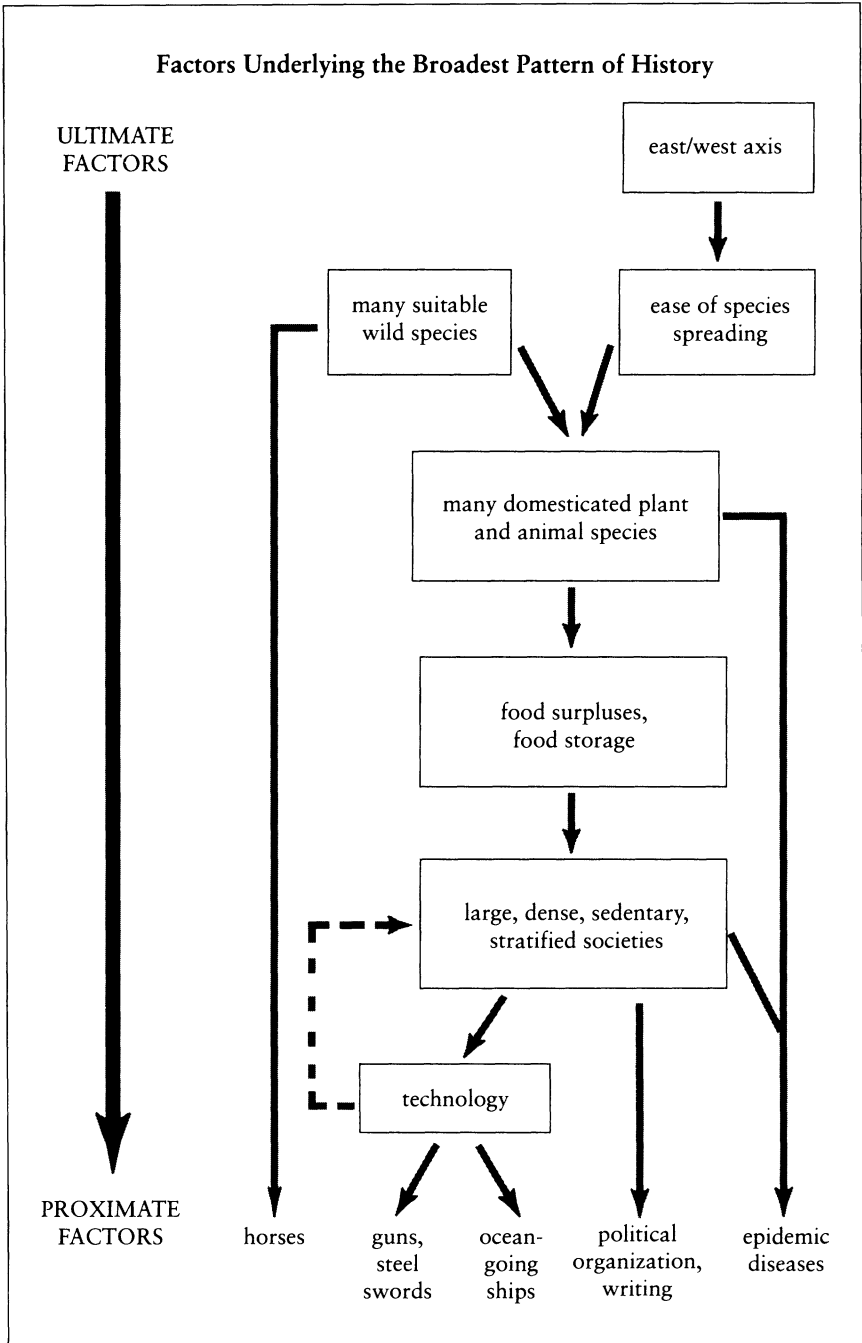 Factors Underlying the Broadest Pattern of History
ULTIMATE
FACTORS
east/west axis
many suitable
wild species
ease of species
spreading
many domesticated plant
and animal species
food surpluses,
food storage
large, dense, sedentary,
stratified societies
technology
PROXIMATE
FACTORS
horses
guns,
steel
swords
ocean-
going
ships
political
organization,
writing
epidemic
diseases